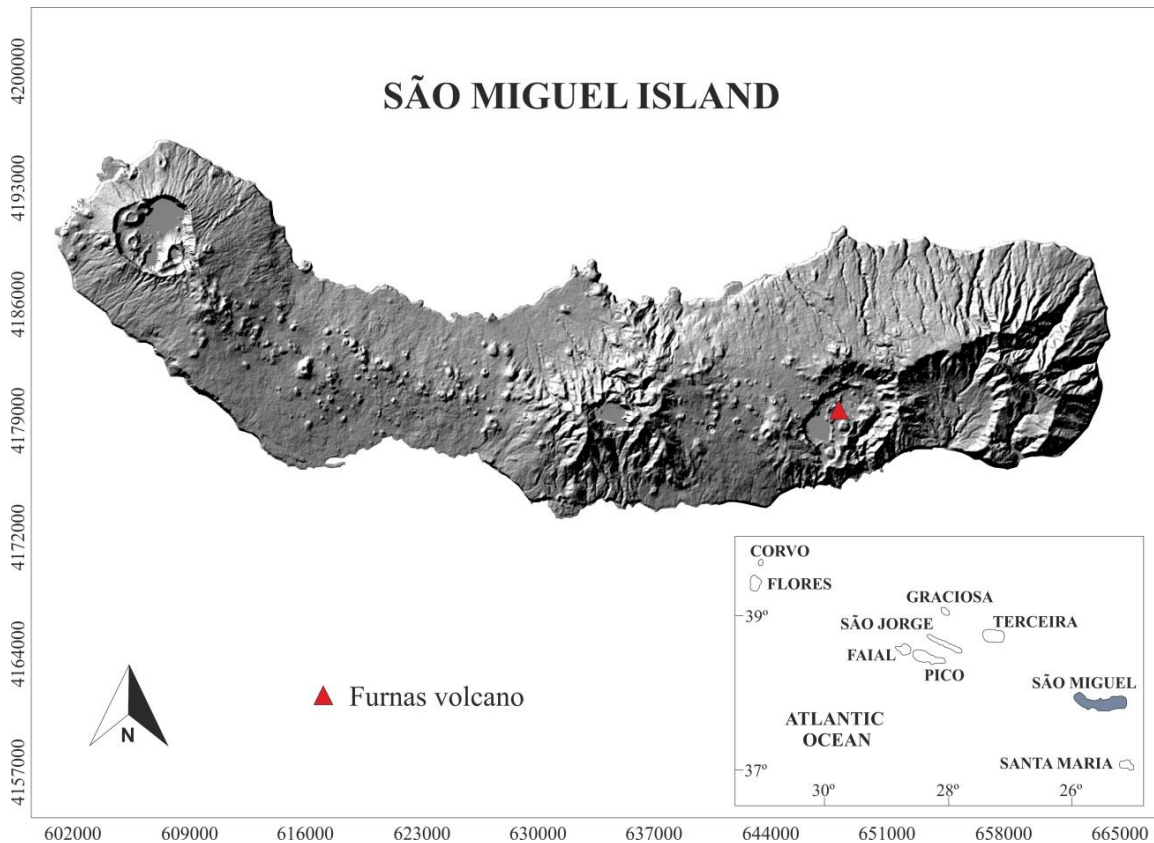 SÃO MIGUEL ISLAND
4200000
4193000
4186000
4179000
4172000
4164000
4157000
Furnas volcano
N
CORVO
FLORES
GRACIOSA
SÃO JORGE
TERCEIRA
FAIAL
PICO
SÃO MIGUEL
ATLANTIC
OCEAN
SANTA MARIA
39º
37º
30º 28º 26º
602000 609000 616000 623000 630000 637000 644000 651000 658000 665000